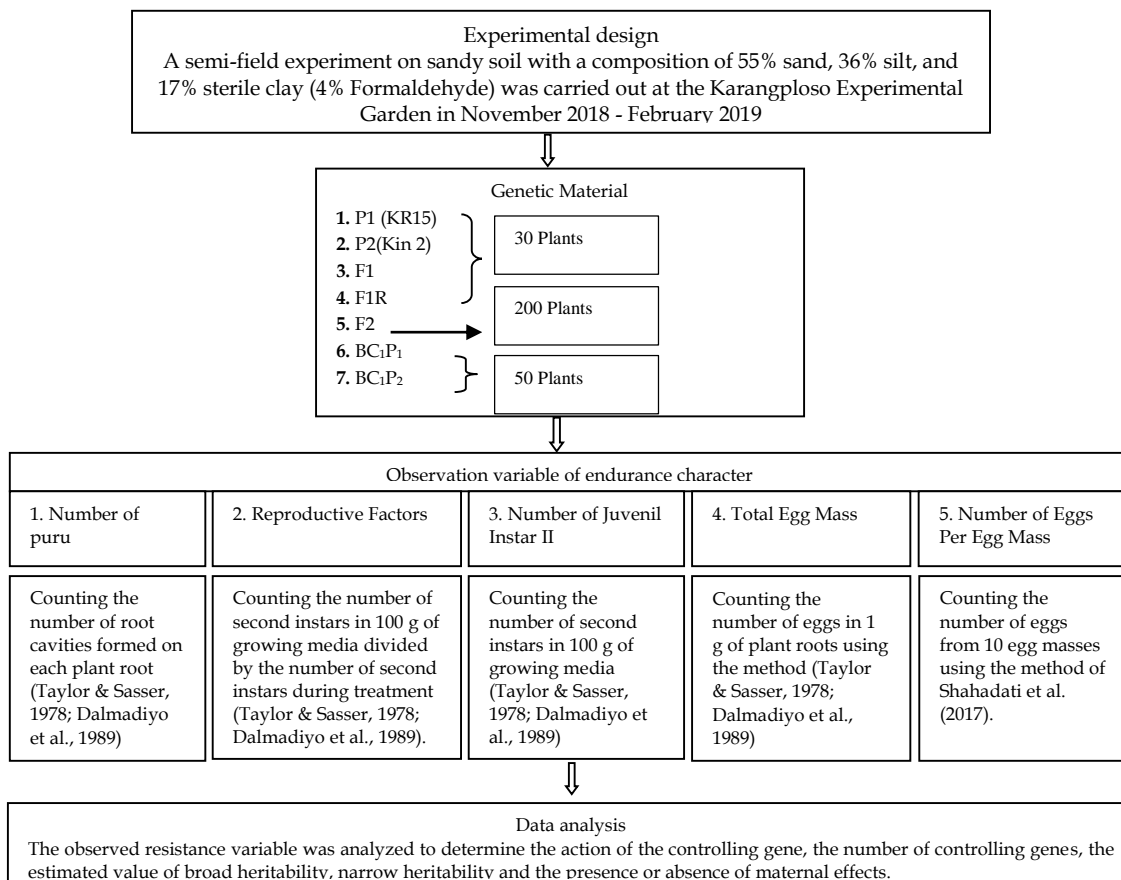 Experimental design
A semi-field experiment on sandy soil with a composition of 55% sand, 36% silt, and
17% sterile clay (4% Formaldehyde) was carried out at the Karangploso Experimental
Garden in November 2018 - February 2019
Genetic Material
1. P1 (KR15)
2. P2(Kin 2)
3. F1
4. F1R
5. F2
6. BC₁P₁
7. BC₁P₂
30 Plants
200 Plants
50 Plants
Observation variable of endurance character
1. Number of
puru
2. Reproductive Factors
3. Number of Juvenil
Instar II
4. Total Egg Mass
5. Number of Eggs
Per Egg Mass
Counting the
number of root
cavities formed on
each plant root
(Taylor & Sasser,
1978; Dalmadiyo
et al., 1989)
Counting the number of
second instars in 100 g of
growing media divided
by the number of second
instars during treatment
(Taylor & Sasser, 1978;
Dalmadiyo et al., 1989).
Counting the
number of second
instars in 100 g of
growing media
(Taylor & Sasser,
1978; Dalmadiyo et
al., 1989)
Counting the
number of eggs in 1
g of plant roots using
the method (Taylor
& Sasser, 1978;
Dalmadiyo et al.,
1989)
Counting the
number of eggs
from 10 egg masses
using the method of
Shahadati et al.
(2017).
Data analysis
The observed resistance variable was analyzed to determine the action of the controlling gene, the number of controlling genes, the
estimated value of broad heritability, narrow heritability and the presence or absence of maternal effects.